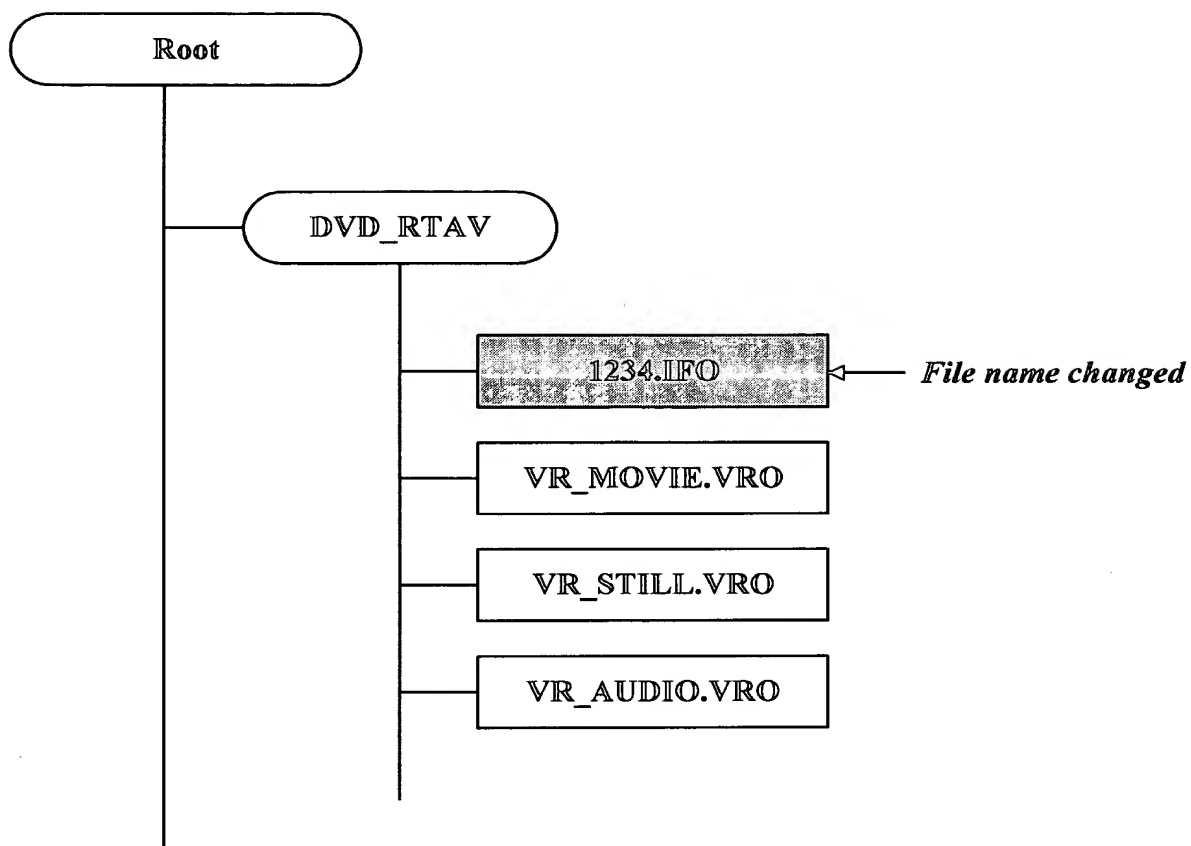 Root
DVD_RTAV
1234.IFO
File name changed
VR_MOVIE.VRO
VR_STILL.VRO
VR_AUDIO.VRO